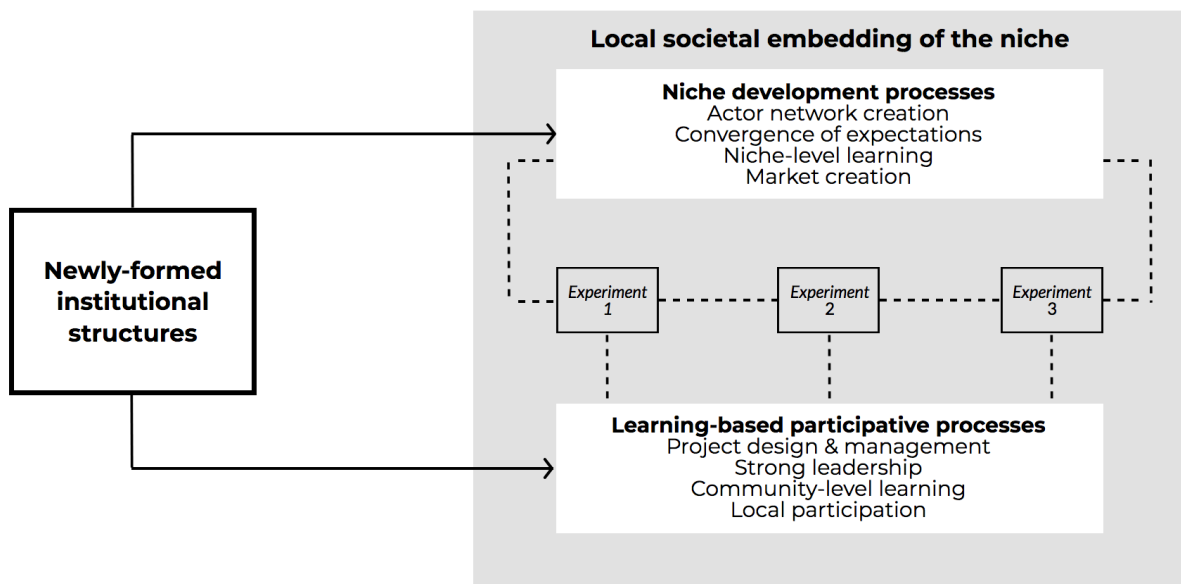 Local societal embedding of the niche
Niche development processes
Actor network creation
Convergence of expectations
Niche-level learning
Market creation
Newly-formed
institutional
structures
Experiment
1
Experiment
2
Experiment
3
Learning-based participative processes
Project design & management
Strong leadership
Community-level learning
Local participation